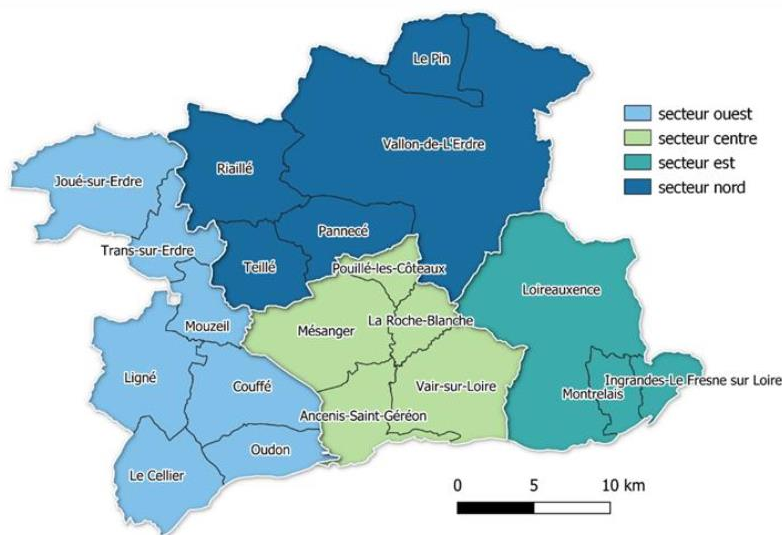 Le Pin
secteur ouest
secteur centre
secteur est
secteur nord
Vallon-de-L'Erdre
Riaillé
Joué-sur-Erdre
Pannecé
Trans-sur-Erdre
Teillé
Pouillé-les-Côteaux
Loireauxence
Mouzeil
Mésanger
La Roche-Blanche
Ligné
Couffé
Vair-sur-Loire
Ingrandes-Le Fresne sur Loire
Montrelais
Ancenis-Saint-Géréon
Oudon
Le Cellier
0 5 10 km